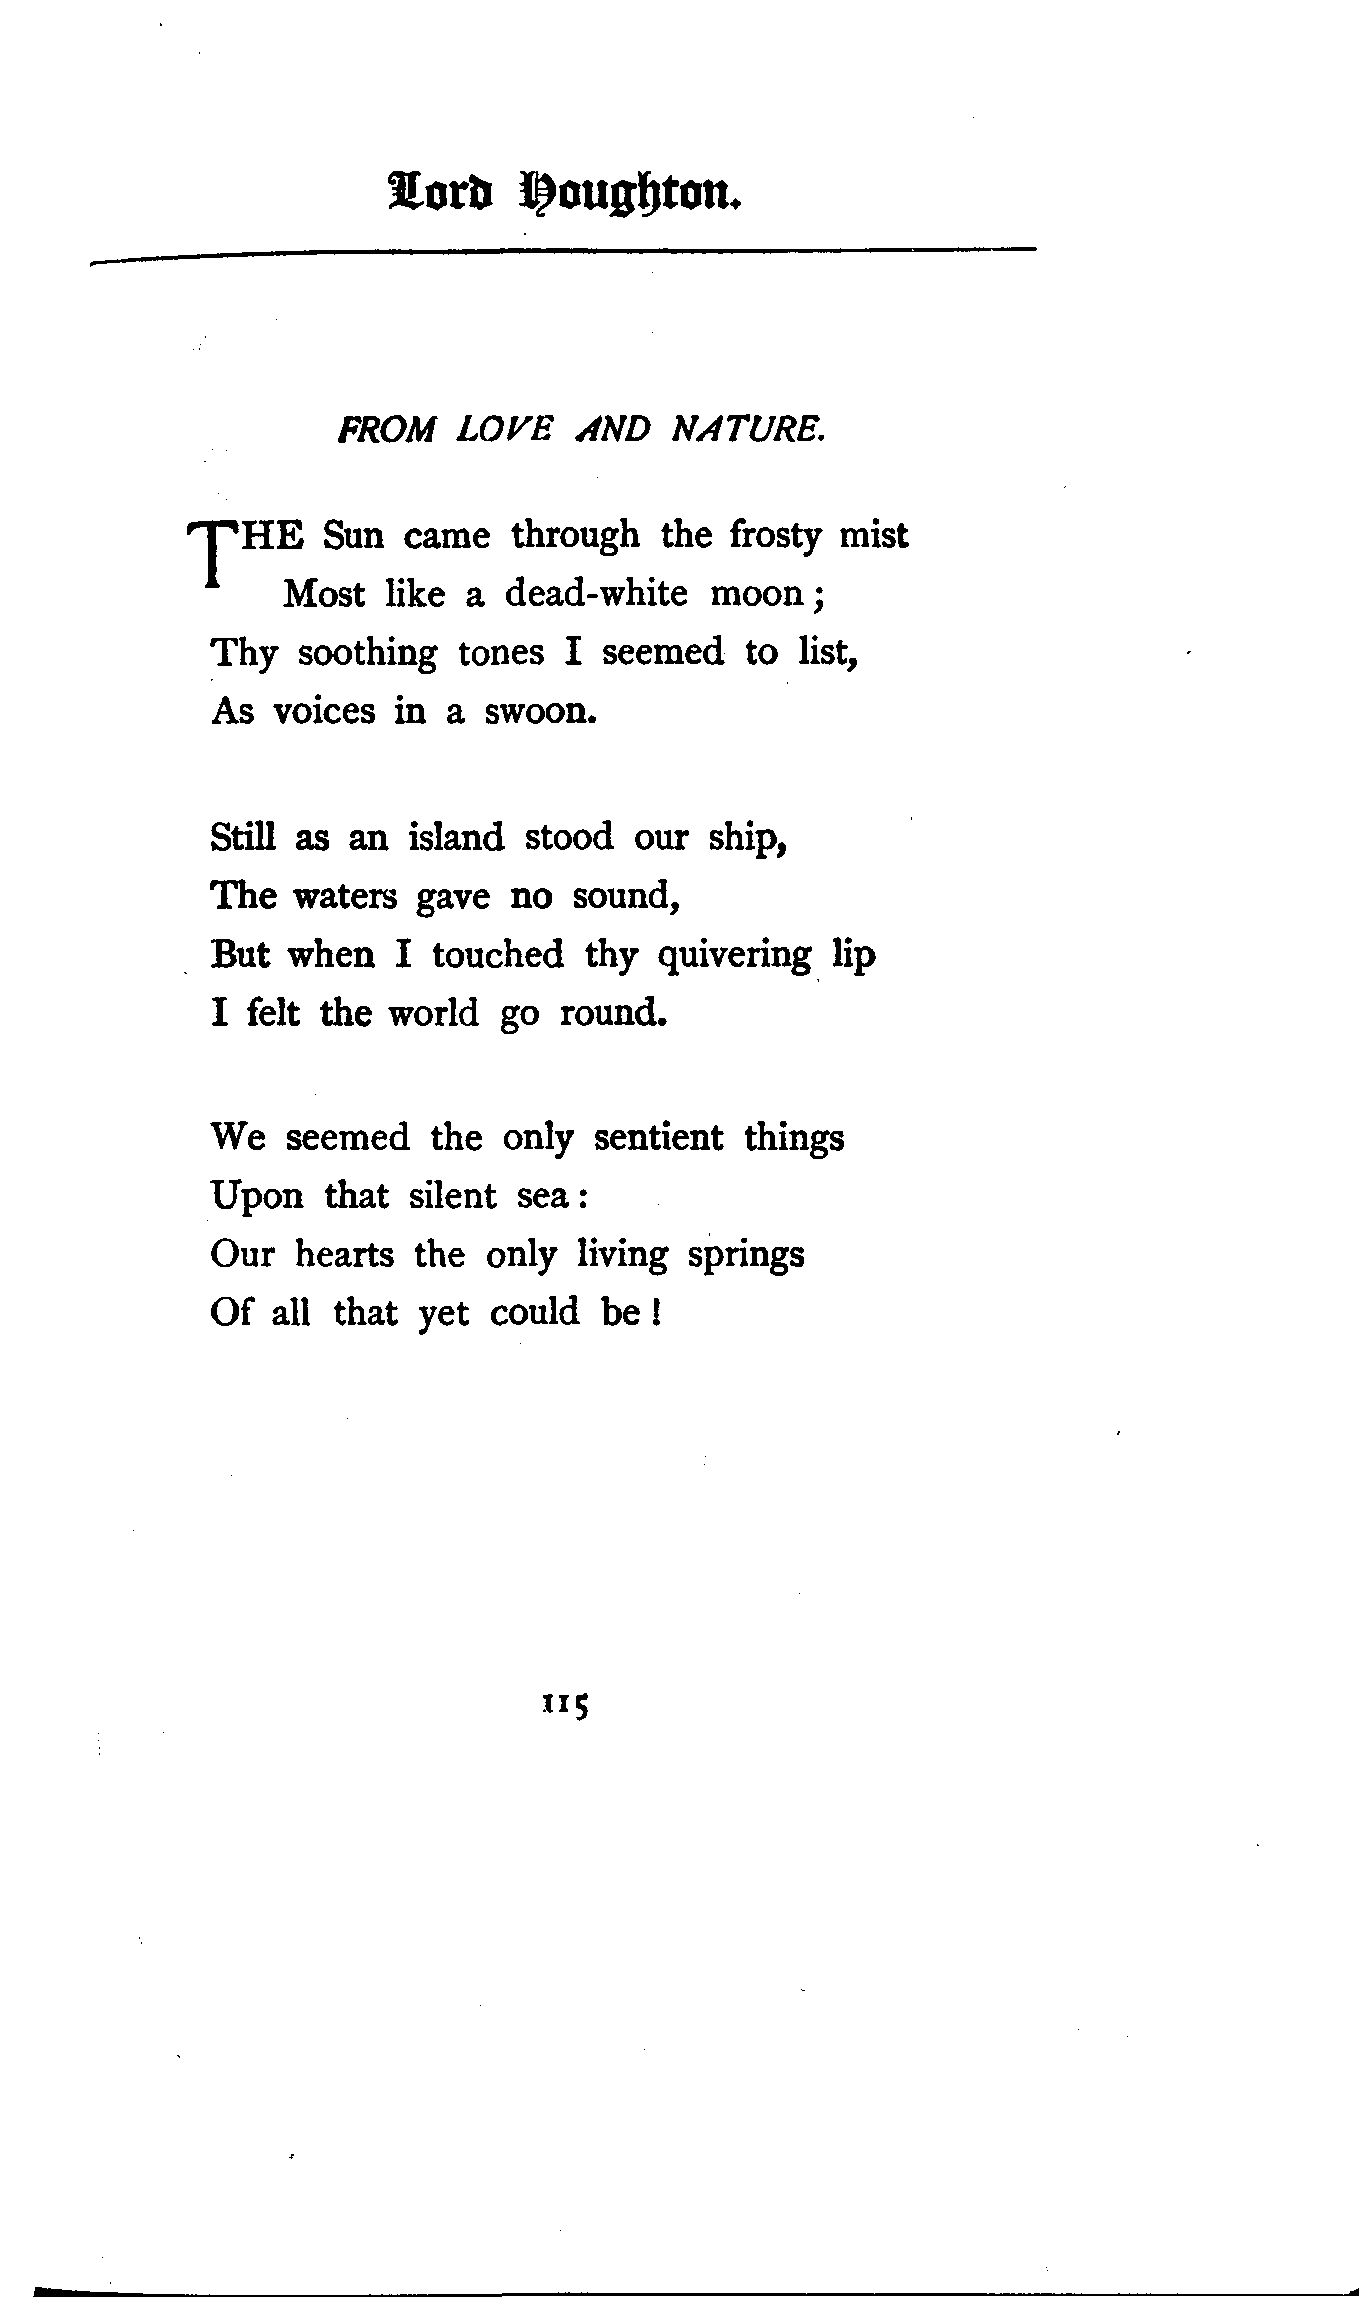 Lord Houghton.
FROM LOVE AND NATURE.
THE Sun came through the frosty mist
Most like a dead-white moon;
Thy soothing tones I seemed to list,
As voices in a swoon.
Still as an island stood our ship,
The waters gave no sound,
But when I touched thy quivering lip
I felt the world go round.
We seemed the only sentient things
Upon that silent sea:
Our hearts the only living springs
Of all that yet could be!
115